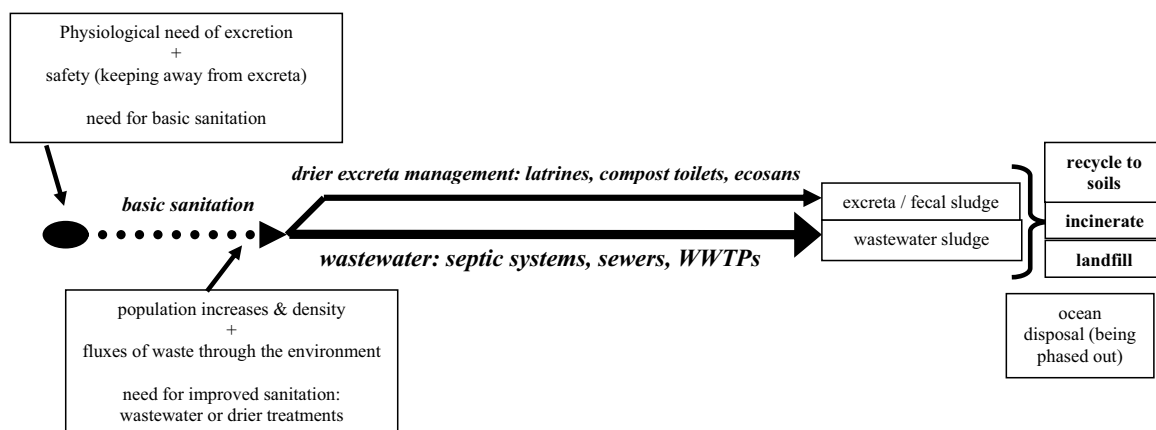 Physiological need of excretion
+
safety (keeping away from excreta)
need for basic sanitation
drier excreta management: latrines, compost toilets, ecosans
basic sanitation
wastewater: septic systems, sewers, WWTPs
excreta / fecal sludge
wastewater sludge
recycle to
soils
incinerate
landfill
ocean
disposal (being
phased out)
population increases & density
+
fluxes of waste through the environment
need for improved sanitation:
wastewater or drier treatments